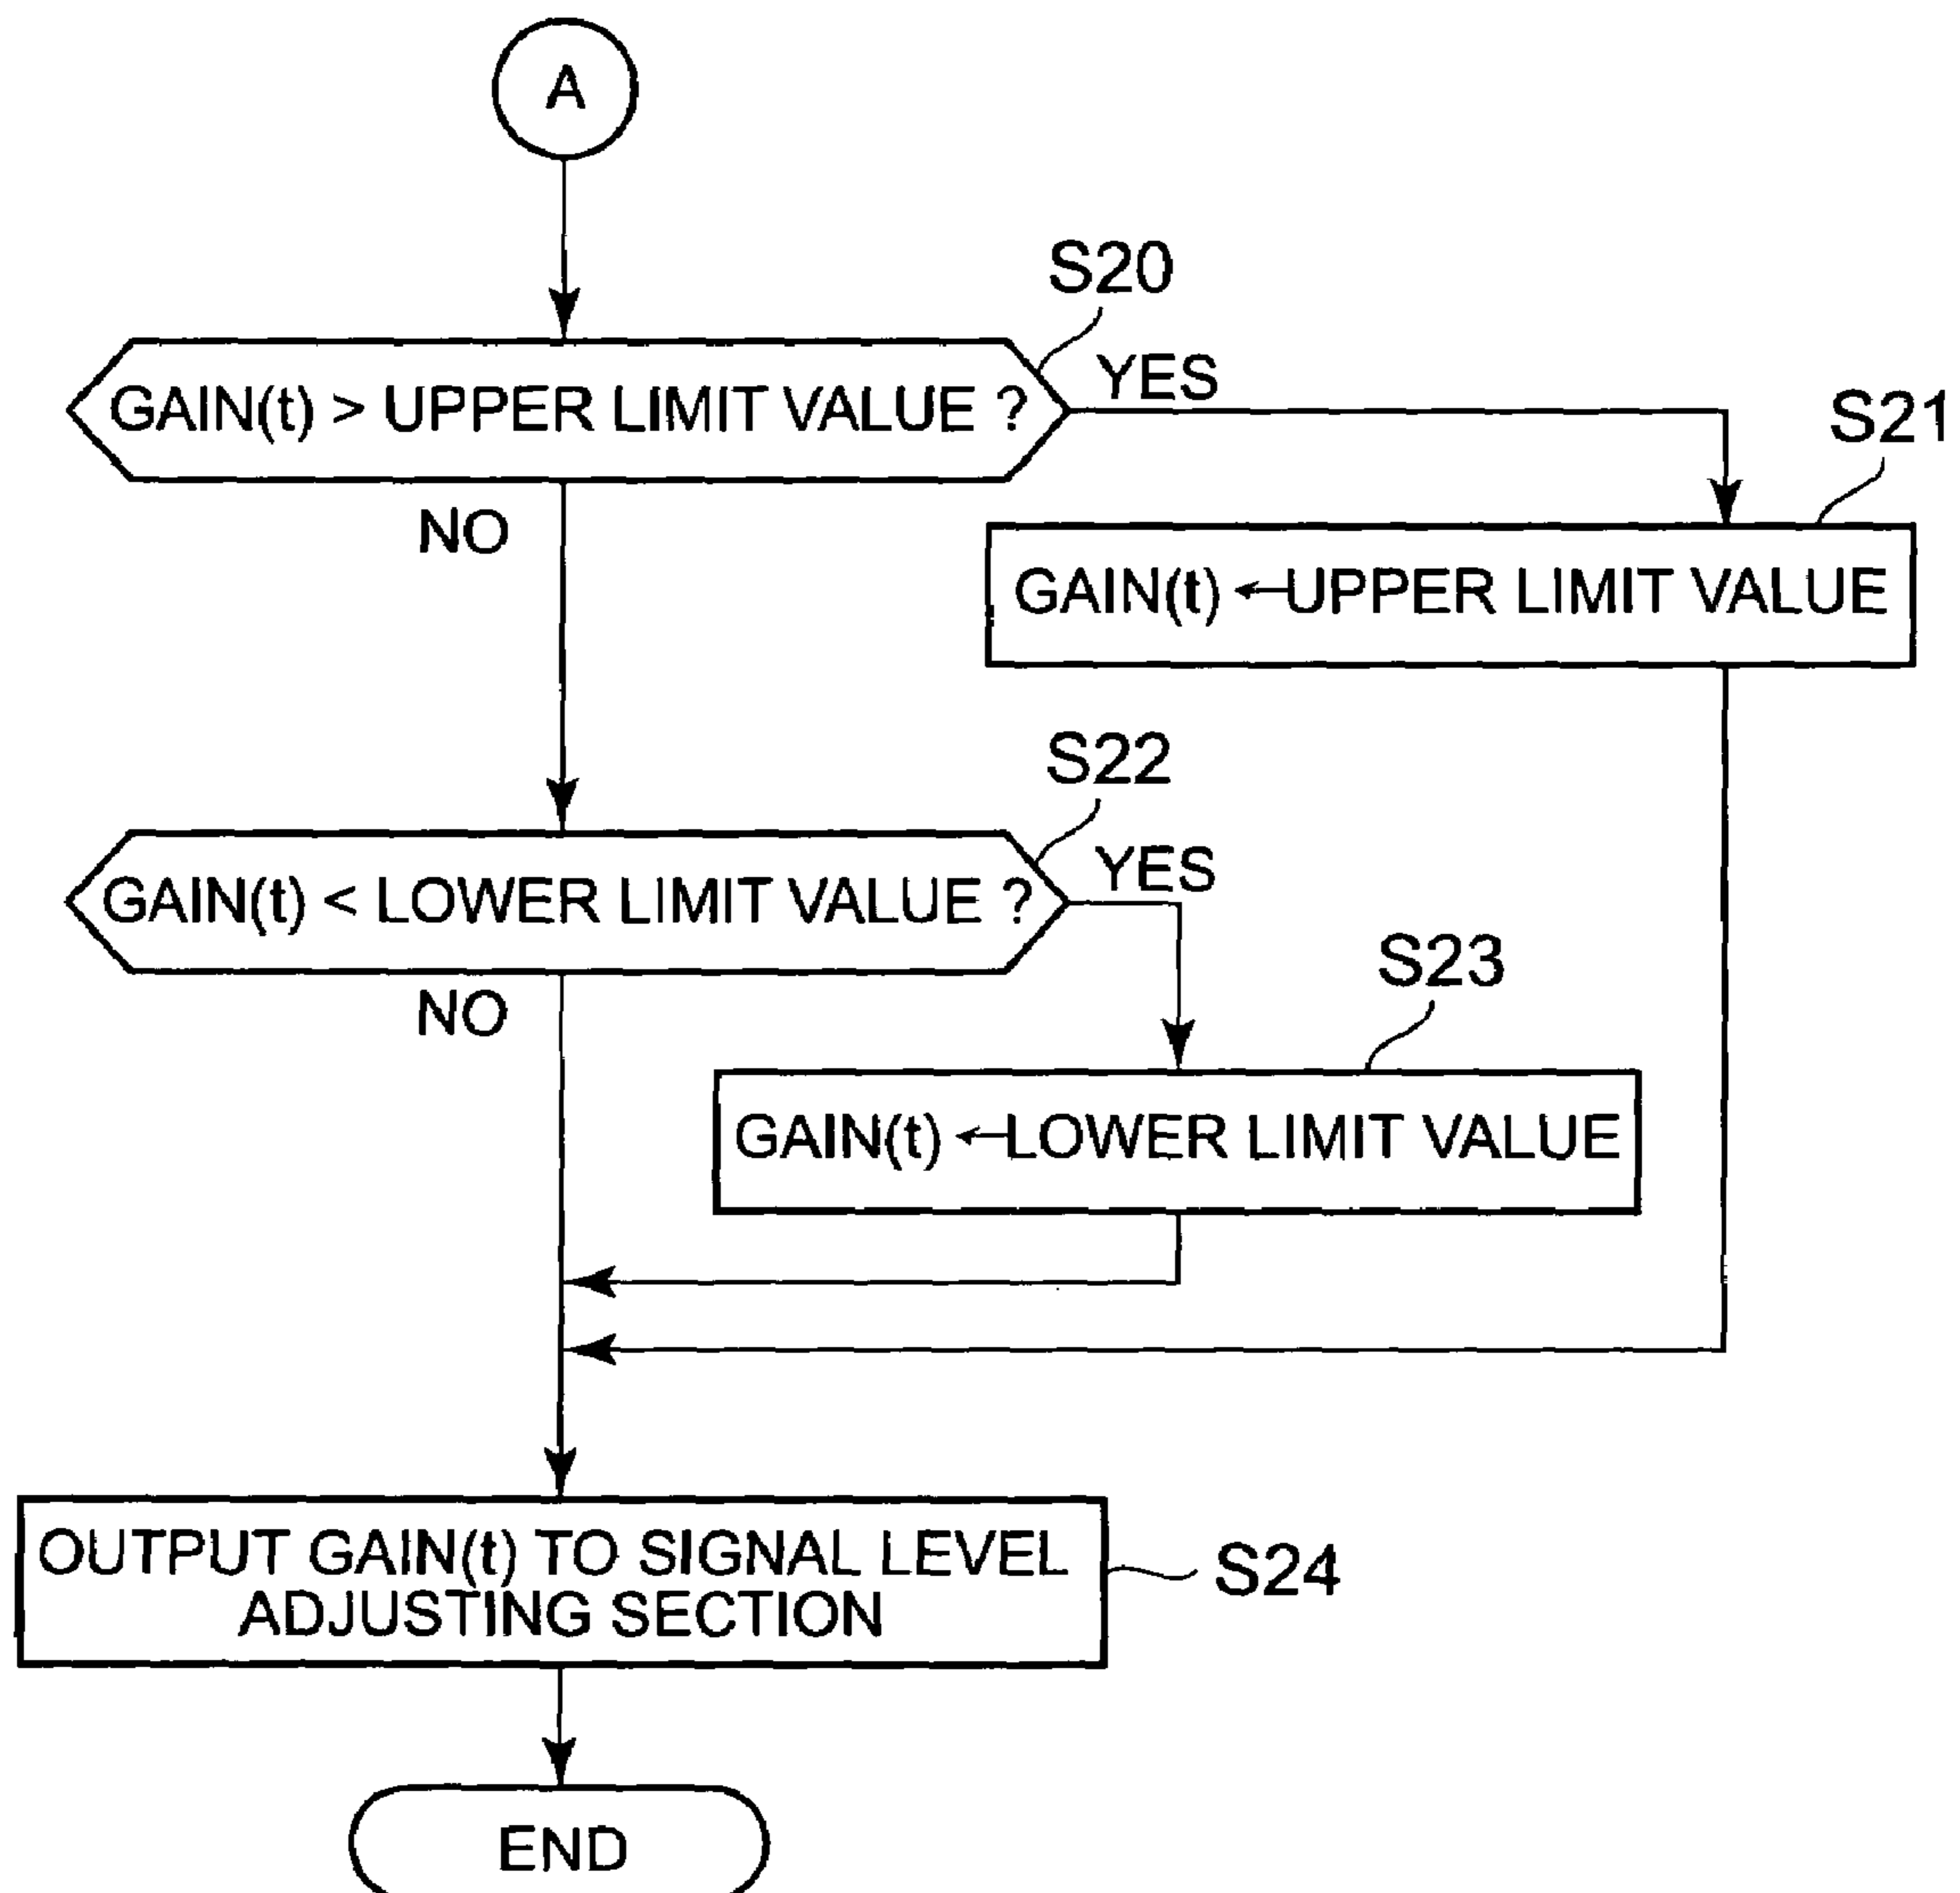 A
S20
GAIN(t) > UPPER LIMIT VALUE ?
YES
S21
NO
GAIN(t) ← UPPER LIMIT VALUE
S22
GAIN(t) < LOWER LIMIT VALUE ?
YES
S23
NO
GAIN(t) ← LOWER LIMIT VALUE
OUTPUT GAIN(t) TO SIGNAL LEVEL
ADJUSTING SECTION
S24
END